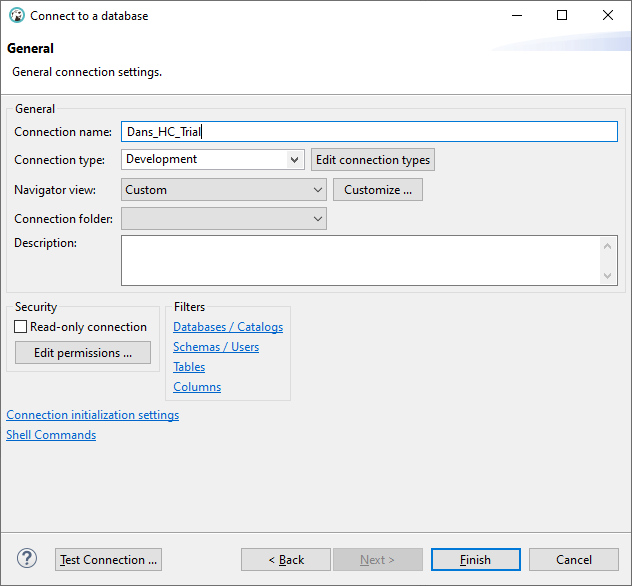 Connect to a database
General
General connection settings.
General
Connection name: Dans_HC_Trial
Connection type: Development Edit connection types
Navigator view: Custom Customize ...
Connection folder:
Description:
Security
Read-only connection
Edit permissions ...
Filters
Databases / Catalogs
Schemas / Users
Tables
Columns
Connection initialization settings
Shell Commands
? Test Connection ... < Back Next > Finish Cancel